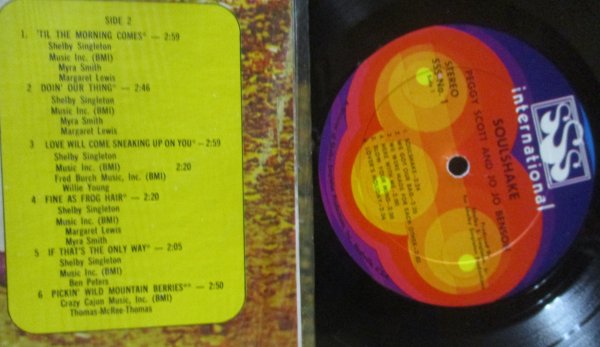 SIDE 2
1. 'TIL THE MORNING COMES* — 2:59
Shelby Singleton
Music Inc. (BMI)
Myra Smith
Margaret Lewis
2 DOIN' OUR THING* — 2:46
Shelby Singleton
Music Inc. (BMI)
Myra Smith
Margaret Lewis
3 LOVE WILL COME SNEAKING UP ON YOU* — 2:59
Shelby Singleton
Music Inc. (BMI) 2:20
Fred Burch Music, Inc. (BMI)
Willie Young
4 FINE AS FROG HAIR* — 2:20
Shelby Singleton
Music Inc. (BMI)
Margaret Lewis
Myra Smith
5 IF THAT'S THE ONLY WAY* — 2:05
Shelby Singleton
Music Inc. (BMI)
Ben Peters
6 PICKIN' WILD MOUNTAIN BERRIES** — 2:50
Crazy Cajun Music, Inc. (BMI)
Thomas-McRee-Thomas
SSS
international
SOULSHAKE
PEGGY SCOTT AND JO JO BENSON
STEREO
SSS-No. 1